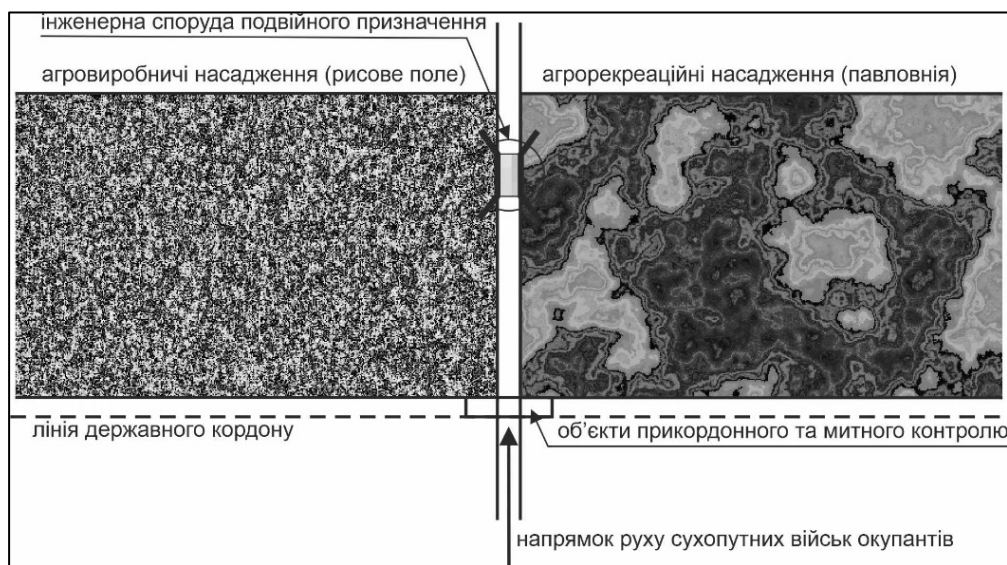 інженерна споруда подвійного призначення
агровиробничі насадження (рисове поле)
агрорекреаційні насадження (павловнія)
лінія державного кордону
об'єкти прикордонного та митного контролю
напрямок руху сухопутних військ окупантів